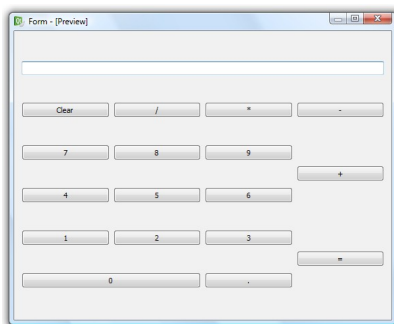 Form - [Preview]
Clear / * -
7 8 9
+
4 5 6
1 2 3
=
0 .